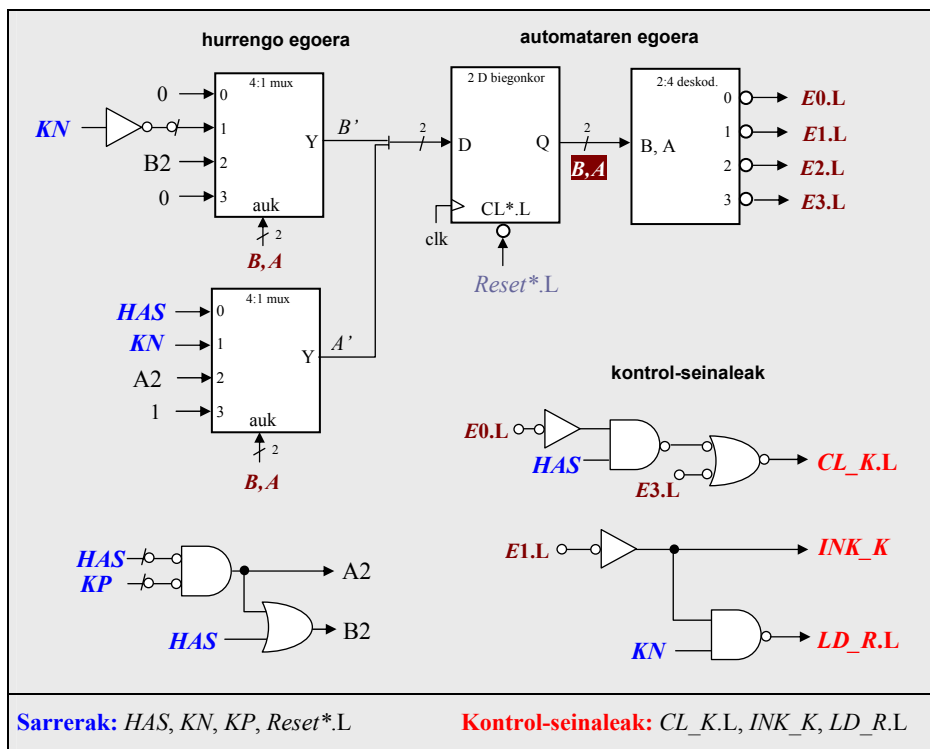 hurrengo egoera
automataren egoera
4:1 mux
0
0
KN
1
B2
2
0
3
Y
B’
auk
2
B,A
2
2 D biegonkor
D
Q
CL*.L
clk
Reset*.L
2
B,A
2:4 deskod.
B, A
0
E0.L
1
E1.L
2
E2.L
3
E3.L
4:1 mux
HAS
0
KN
1
A2
2
1
3
Y
A’
auk
2
B,A
kontrol-seinaleak
E0.L
HAS
E3.L
CL_K.L
E1.L
INK_K
KN
LD_R.L
HAS
KP
A2
HAS
B2
Sarrerak: HAS, KN, KP, Reset*.L
Kontrol-seinaleak: CL_K.L, INK_K, LD_R.L